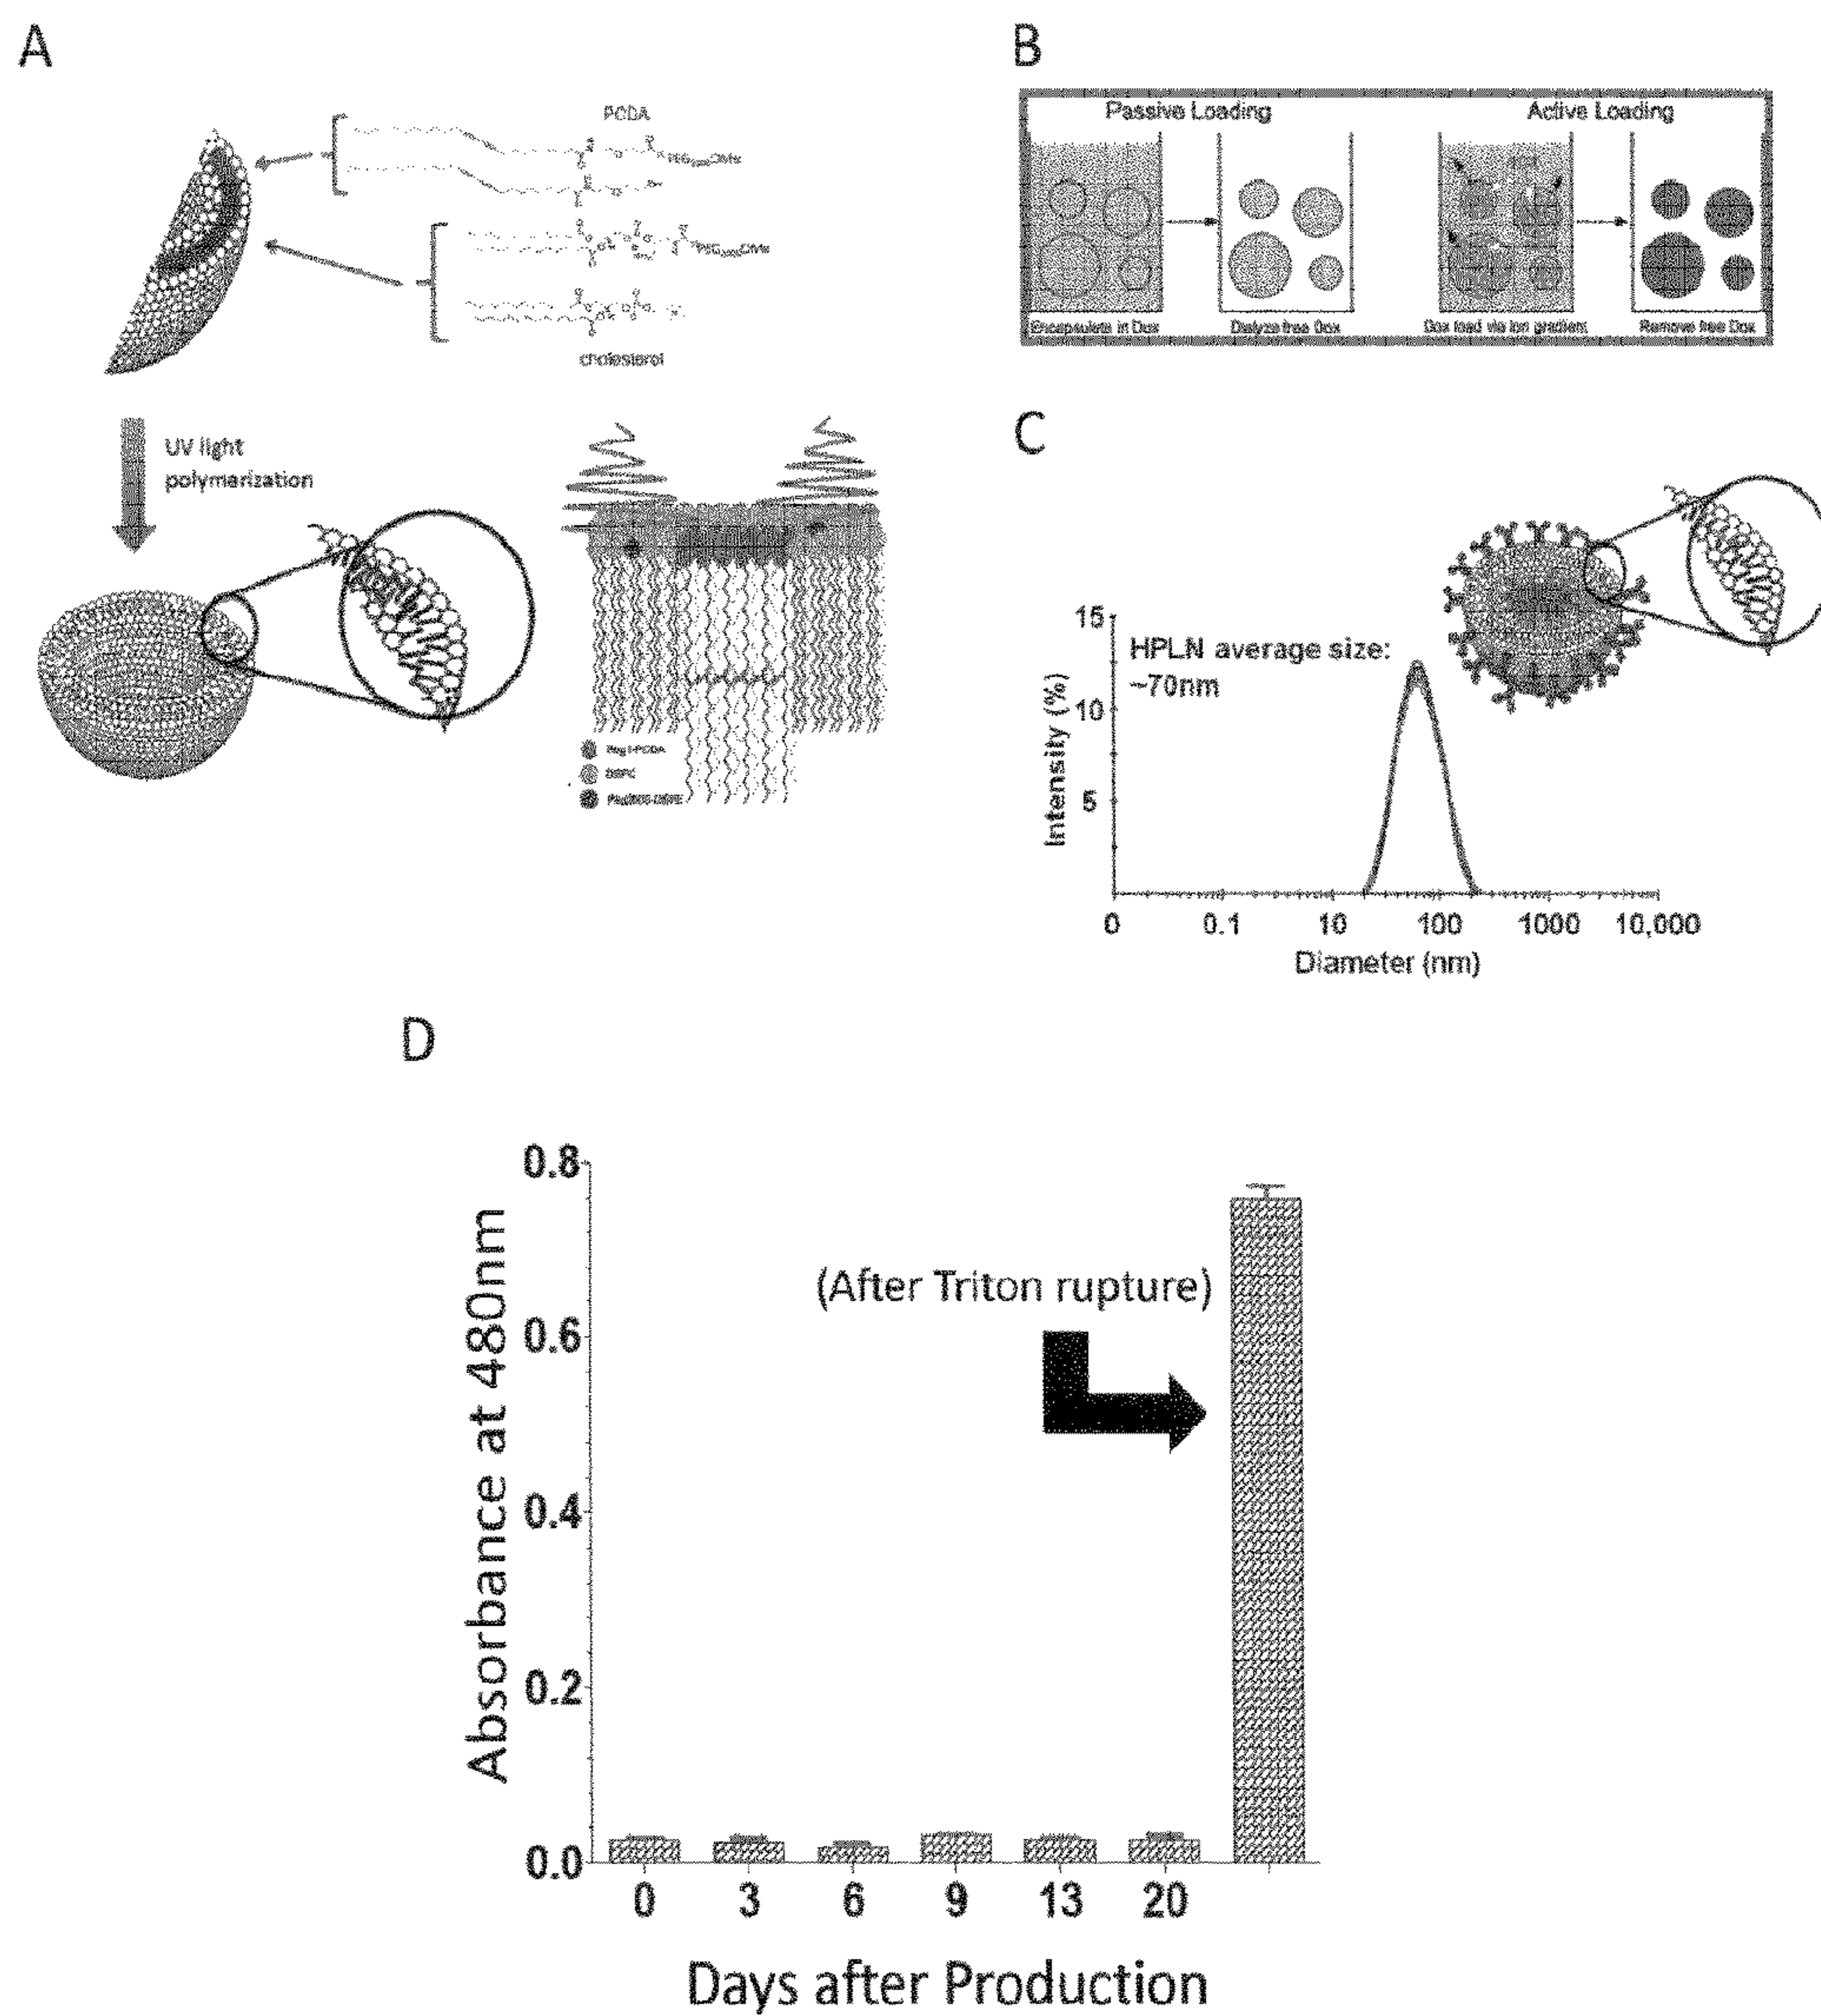 A
PCDA
cholesterol
UV light
polymerization
DSPC
B
Passive Loading
Active Loading
Encapsulate in Dox
Dialyze free Dox
Dox load via ion gradient
Remove free Dox
C
HPLN average size:
~70nm
Intensity (%)
15
10
5
0
0.1
10
100
1000
10,000
Diameter (nm)
D
Absorbance at 480nm
0.8
0.6
0.4
0.2
0.0
(After Triton rupture)
0
3
6
9
13
20
Days after Production